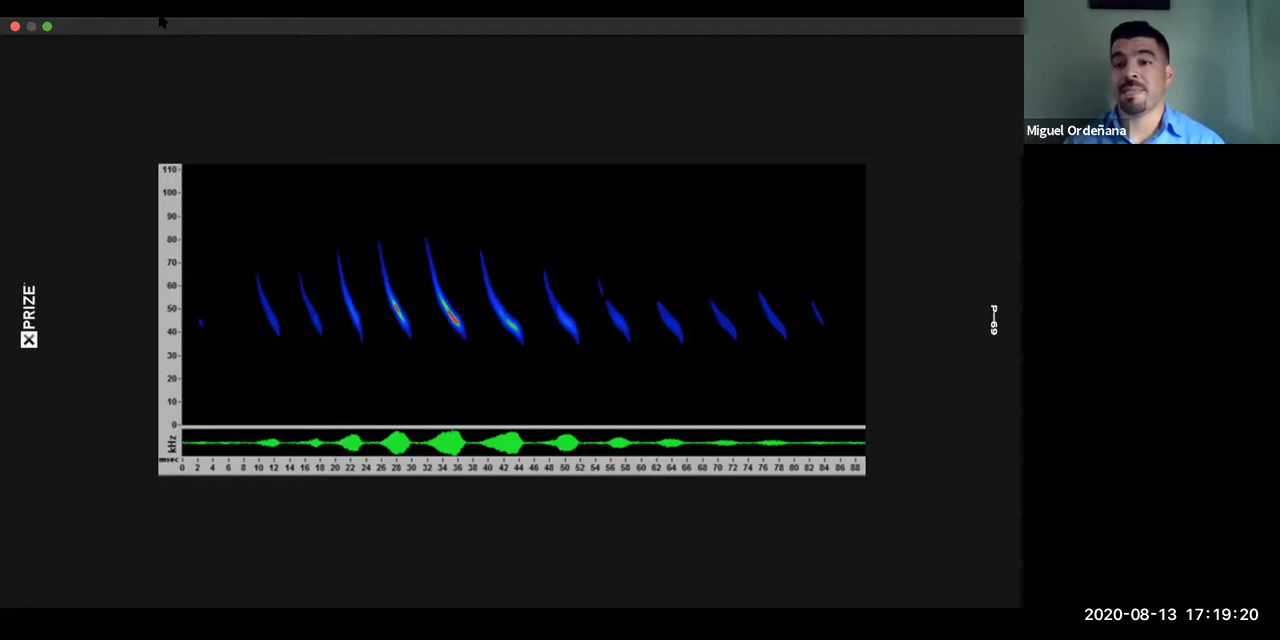 Miguel Ordeñana
110
100
90
80
70
60
50
40
30
20
10
0
kHz
msec
0 2 4 6 8 10 12 14 16 18 20 22 24 26 28 30 32 34 36 38 40 42 44 46 48 50 52 54 56 58 60 62 64 66 68 70 72 74 76 78 80 82 84 86 88
XPRIZE
P—69
2020-08-13 17:19:20